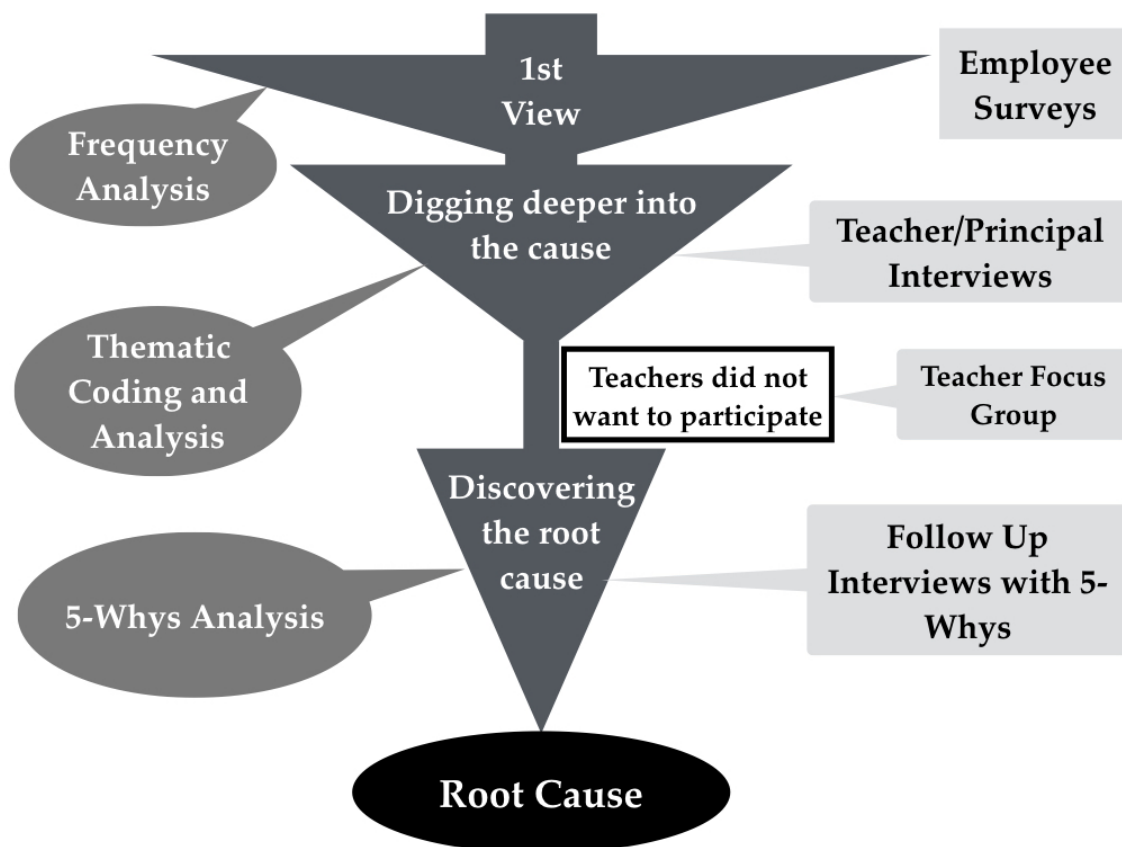 1st
View
Employee
Surveys
Frequency
Analysis
Digging deeper into
the cause
Teacher/Principal
Interviews
Thematic
Coding and
Analysis
Teachers did not
want to participate
Teacher Focus
Group
Discovering
the root
cause
5-Whys Analysis
Follow Up
Interviews with 5-
Whys
Root Cause